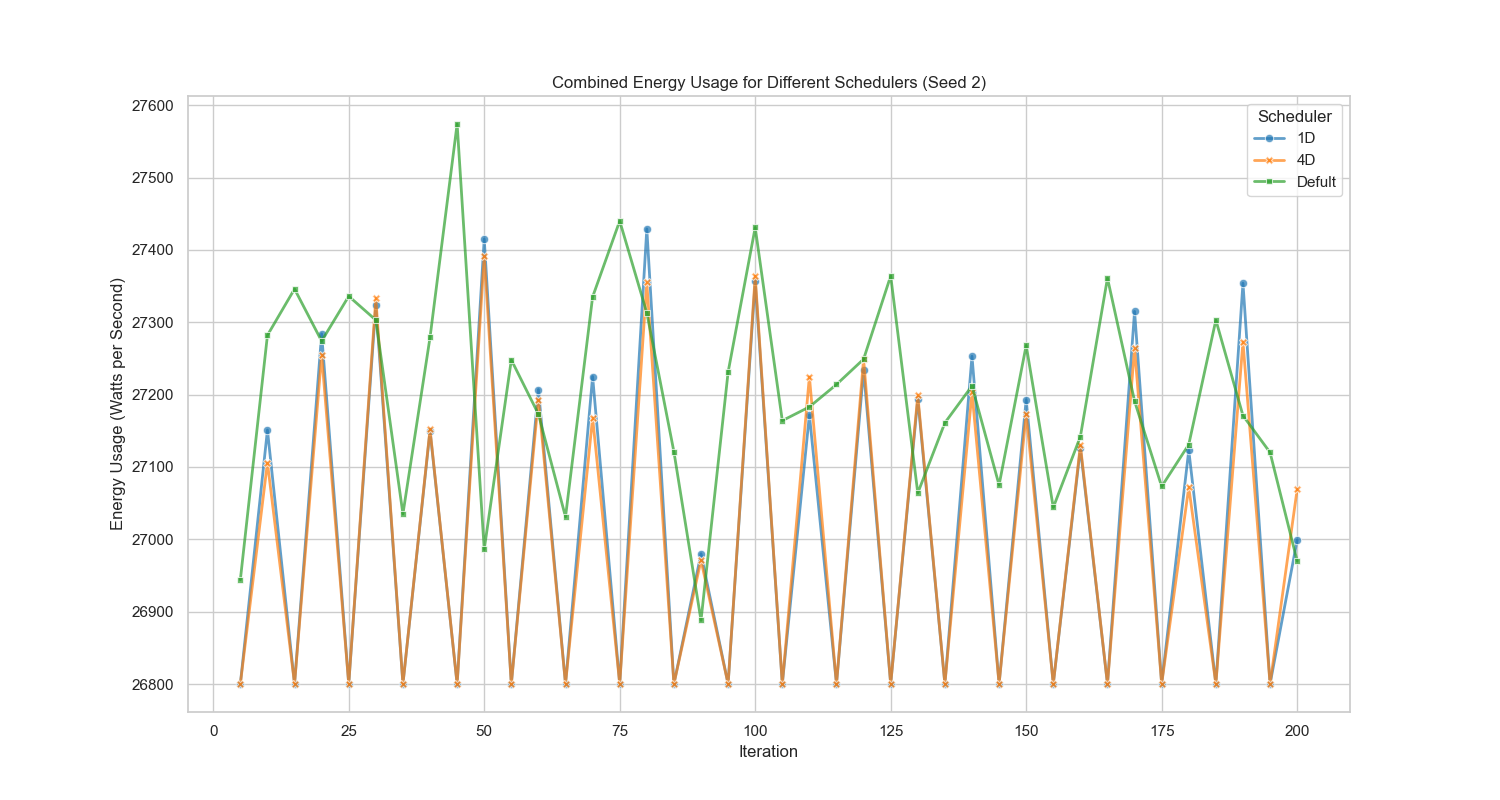 Combined Energy Usage for Different Schedulers (Seed 2)
Energy Usage (Watts per Second)
27600
27500
27400
27300
27200
27100
27000
26900
26800
Scheduler
1D
4D
Defult
0 25 50 75 100 125 150 175 200
Iteration